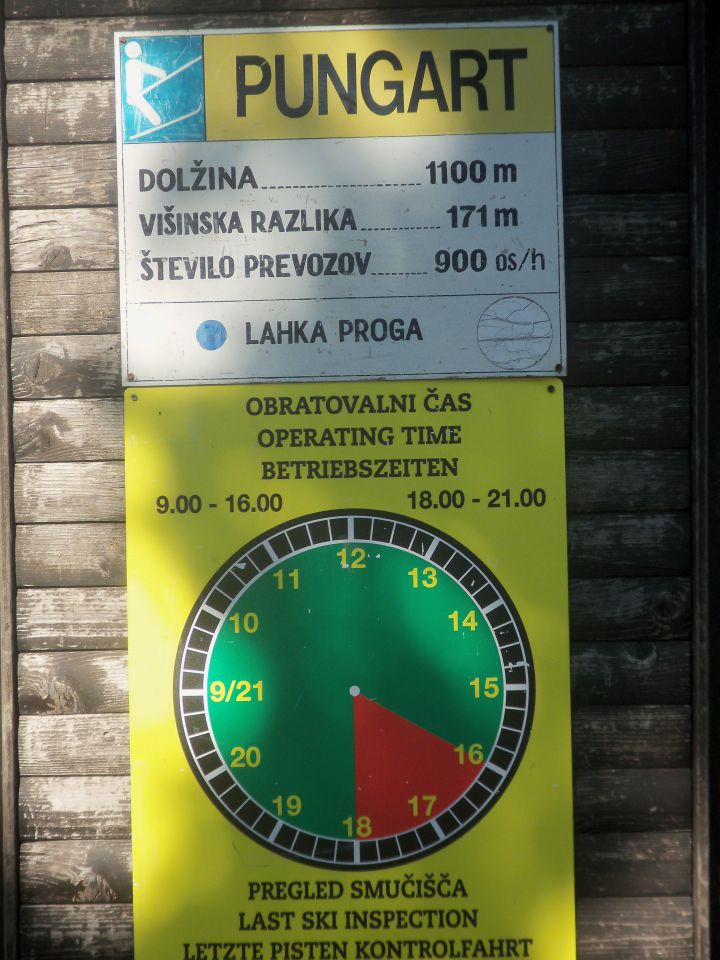 PUNGART
DOLŽINA 1100 m
VIŠINSKA RAZLIKA 171 m
ŠTEVILO PREVOZOV 900 os/h
LAHKA PROGA
OBRATOVALNI ČAS
OPERATING TIME
BETRIEBSZEITEN
9.00 - 16.00 18.00 - 21.00
12
11 13
10 14
9/21 15
20 16
19 17
18
PREGLED SMUČIŠČA
LAST SKI INSPECTION
LETZTE PISTEN KONTROLFAHRT